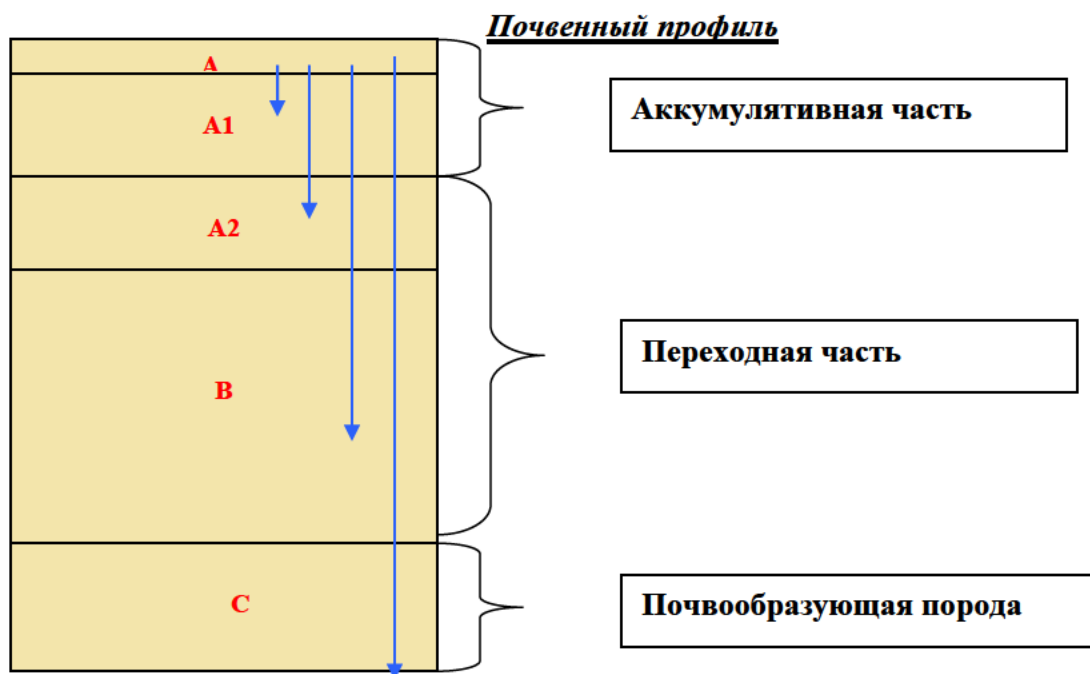 Почвенный профиль
А
А1
Аккумулятивная часть
А2
В
Переходная часть
С
Почвообразующая порода